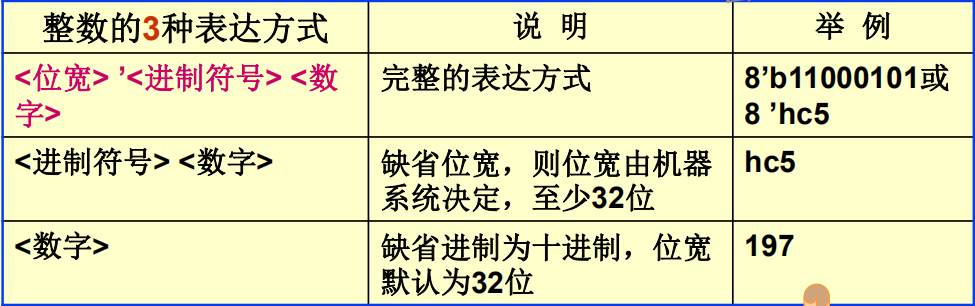 整数的3种表达方式
说 明
举 例
<位宽> ’<进制符号> <数
字>
完整的表达方式
8’b11000101或
8 ’hc5
<进制符号> <数字>
缺省位宽，则位宽由机器
系统决定，至少32位
hc5
<数字>
缺省进制为十进制，位宽
默认为32位
197